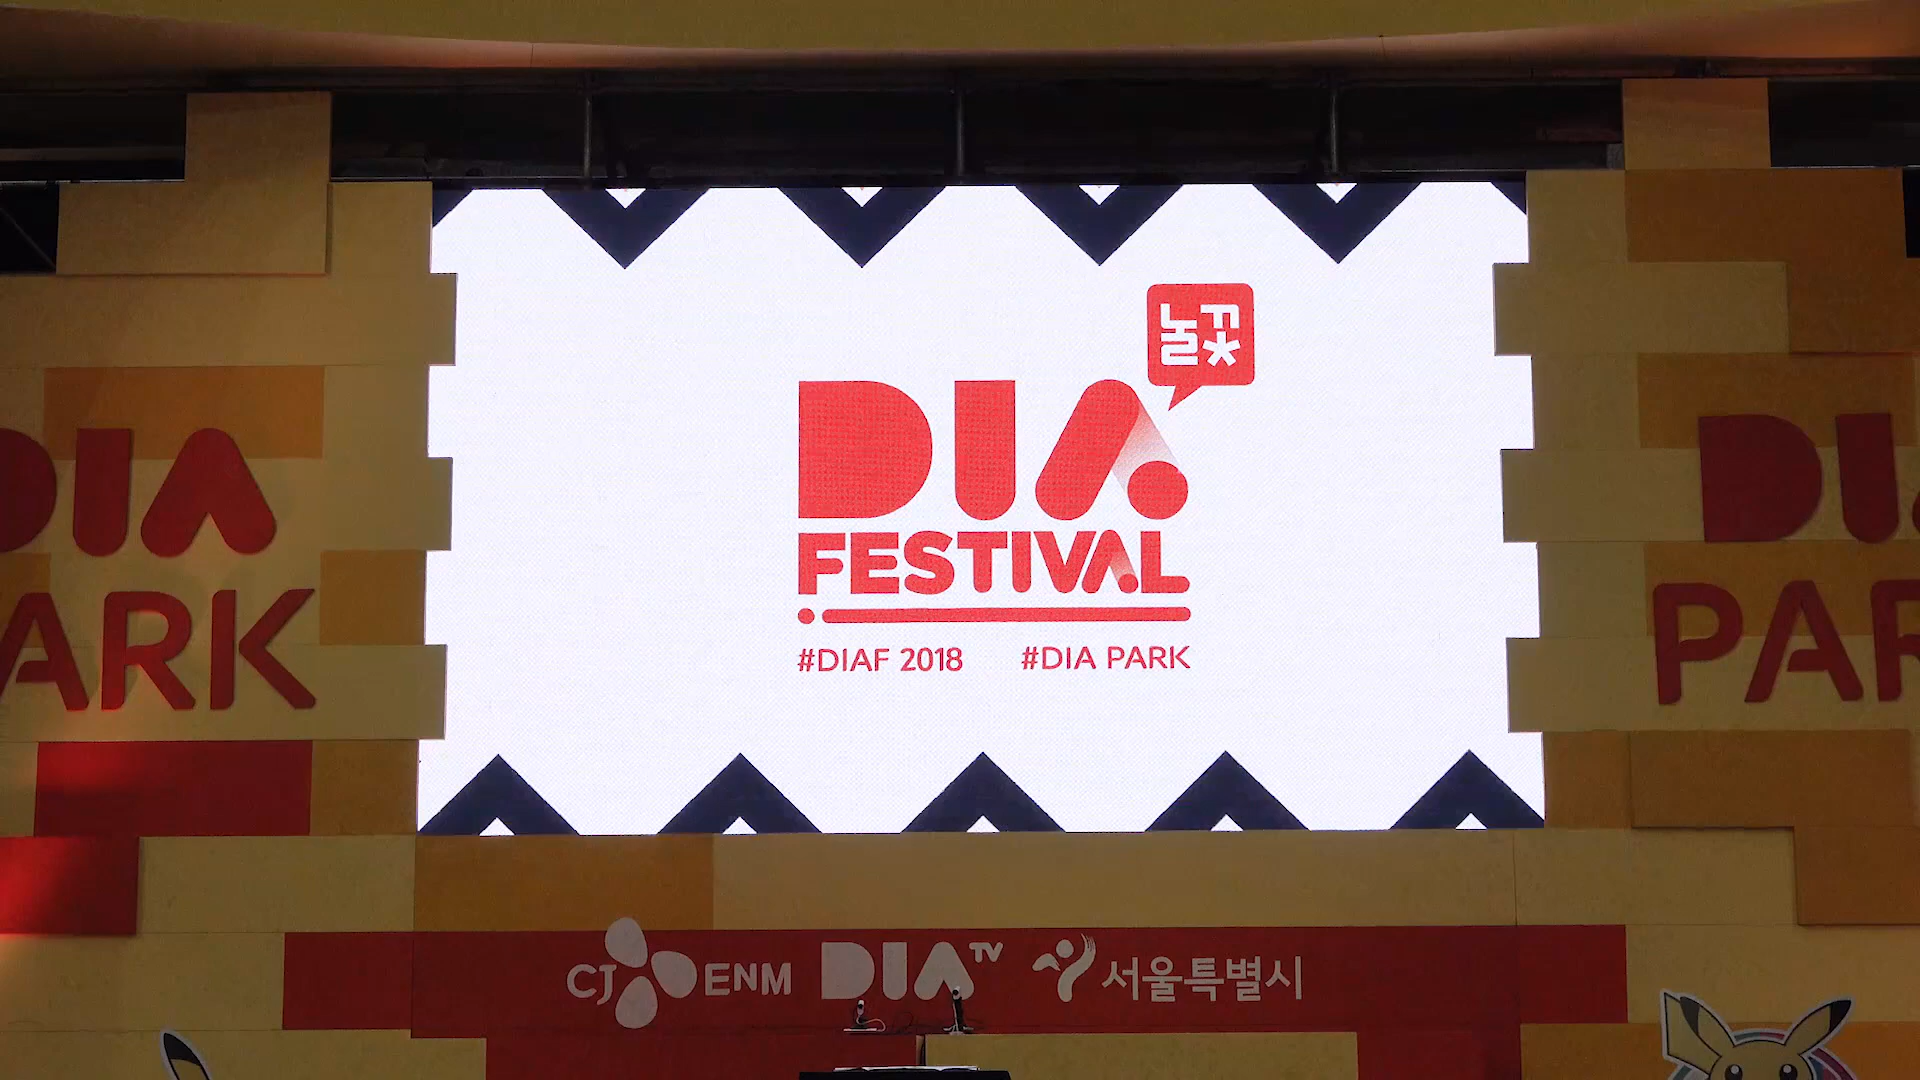 놀꼬
DIA
FESTIVAL
#DIAF 2018 #DIA PARK
DIA
PARK
DIA
PAR
CJ ENM DIA TV 서울특별시